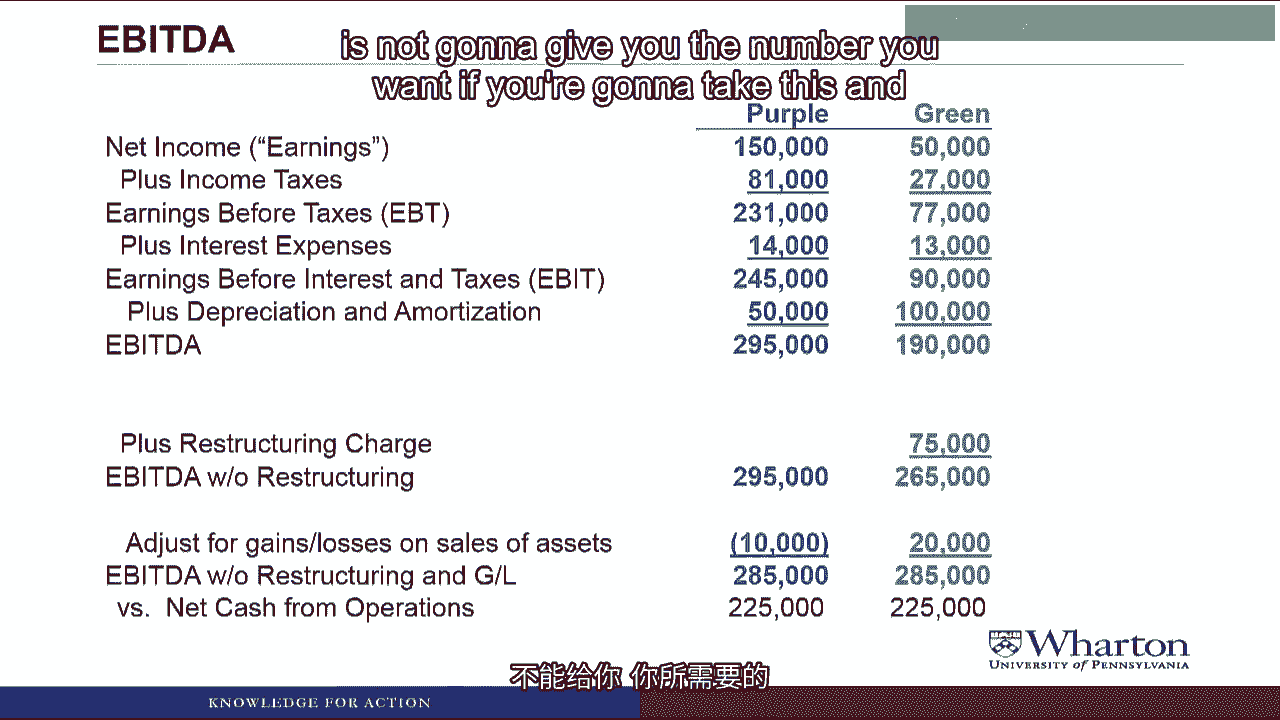 EBITDA
is not gonna give you the number you
want if you're gonna take this and
Purple Green
Net Income (“Earnings”) 150,000 50,000
Plus Income Taxes 81,000 27,000
Earnings Before Taxes (EBT) 231,000 77,000
Plus Interest Expenses 14,000 13,000
Earnings Before Interest and Taxes (EBIT) 245,000 90,000
Plus Depreciation and Amortization 50,000 100,000
EBITDA 295,000 190,000
Plus Restructuring Charge 75,000
EBITDA w/o Restructuring 295,000 265,000
Adjust for gains/losses on sales of assets (10,000) 20,000
EBITDA w/o Restructuring and G/L 285,000 285,000
vs. Net Cash from Operations 225,000 225,000
Wharton
UNIVERSITY of PENNSYLVANIA
不能给你 你所需要的
KNOWLEDGE FOR ACTION